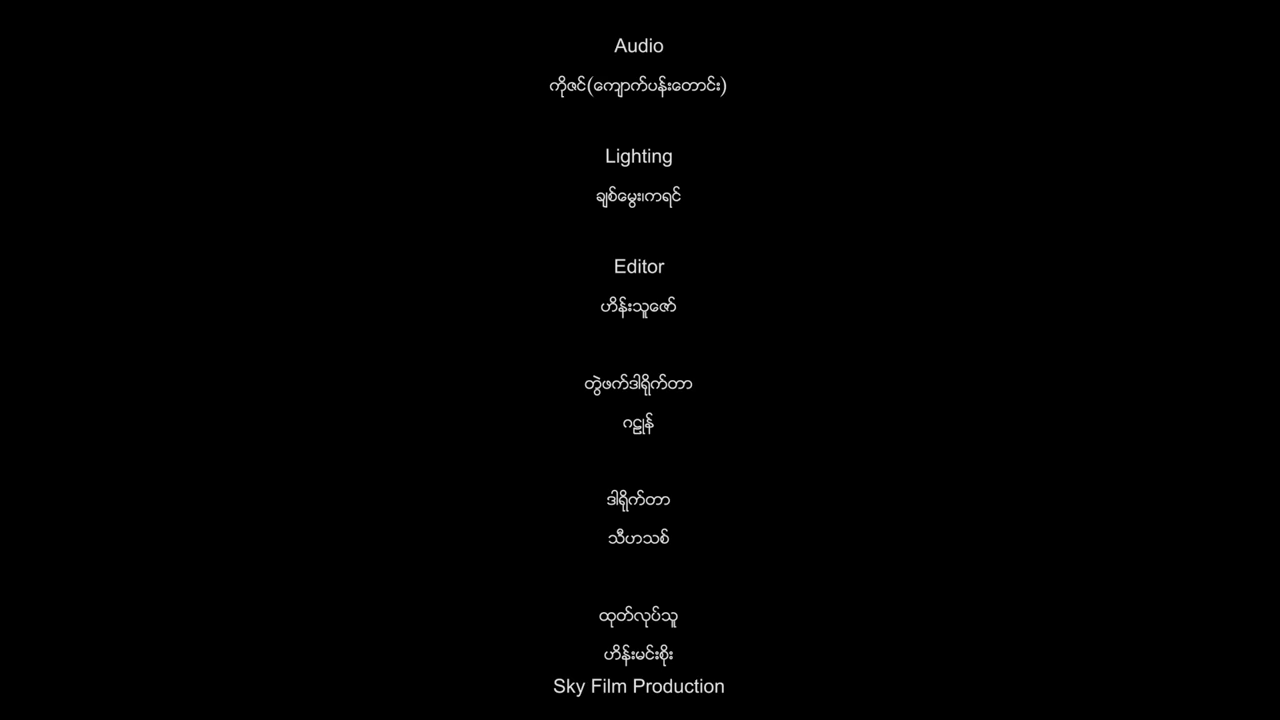 Audio
ကိုဇင်(ကျောက်ပန်းတောင်း)
Lighting
ချစ်မွှေး၊ကရင်
Editor
ဟိန်းသူဇော်
တွဲဖက်ဒါရိုက်တာ
ဂဠုန်
ဒါရိုက်တာ
သီဟသစ်
ထုတ်လုပ်သူ
ဟိန်းမင်းစိုး
Sky Film Production